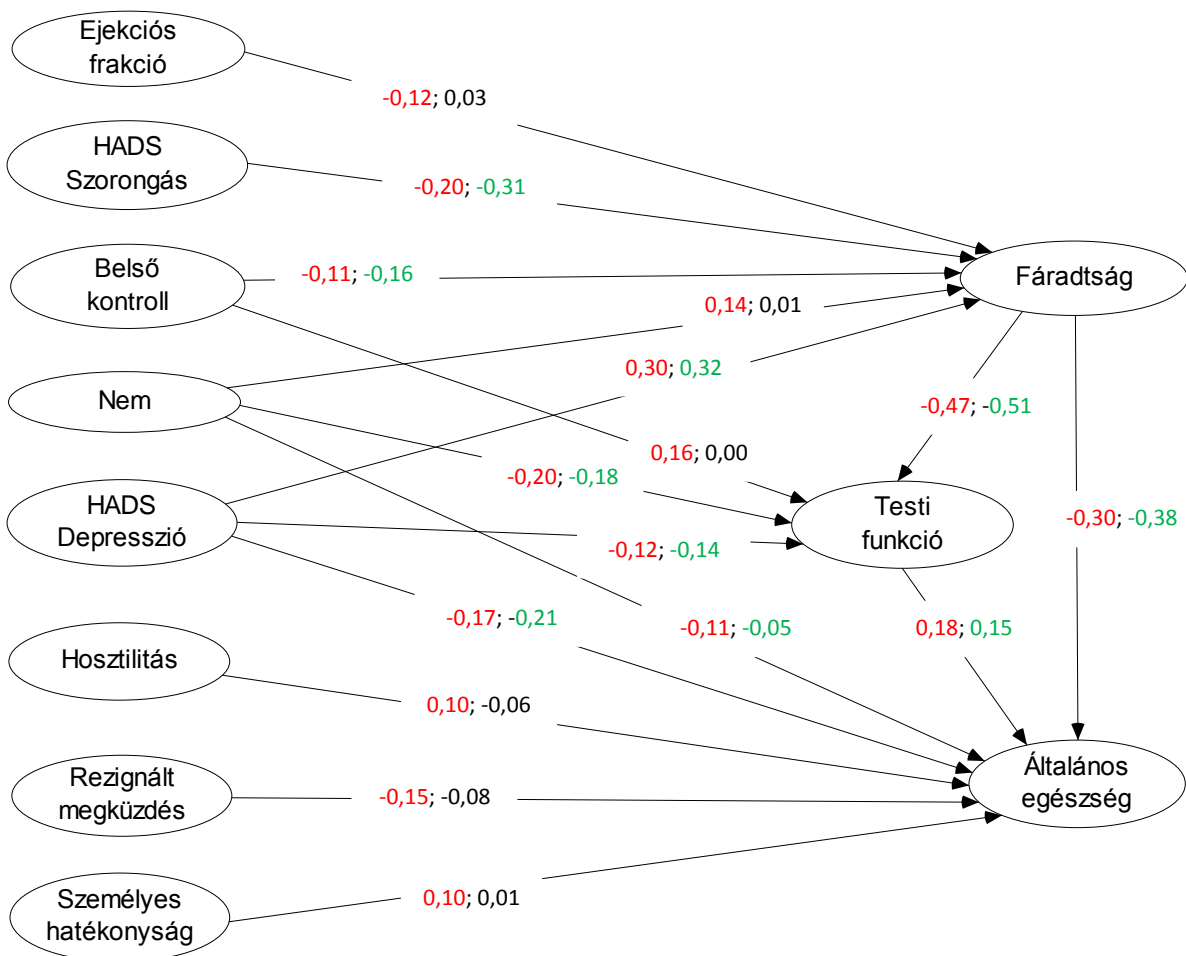 Ejekciós
frakció
-0,12; 0,03
HADS
Szorongás
-0,20; -0,31
Belső
kontroll
-0,11; -0,16
Fáradtság
0,14; 0,01
0,30; 0,32
Nem
-0,47; -0,51
0,16; 0,00
-0,20; -0,18
HADS
Depresszió
Testi
funkció
-0,30; -0,38
-0,12; -0,14
-0,17; -0,21
-0,11; -0,05
0,18; 0,15
Hosztilitás
0,10; -0,06
Rezignált
megküzdés
-0,15; -0,08
Általános
egészség
Személyes
hatékonyság
0,10; 0,01